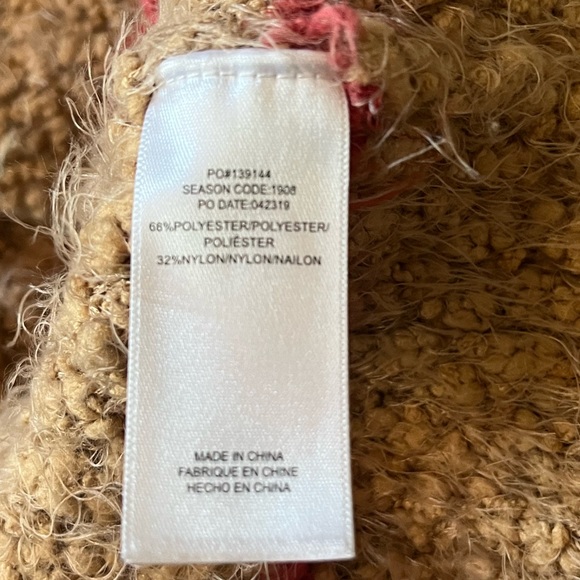 PO#139144
SEASON CODE:1908
PO DATE:042319
68%POLYESTER/POLYESTER/
POLIÉSTER
32%NYLON/NYLON/NAILON
MADE IN CHINA
FABRIQUE EN CHINE
HECHO EN CHINA